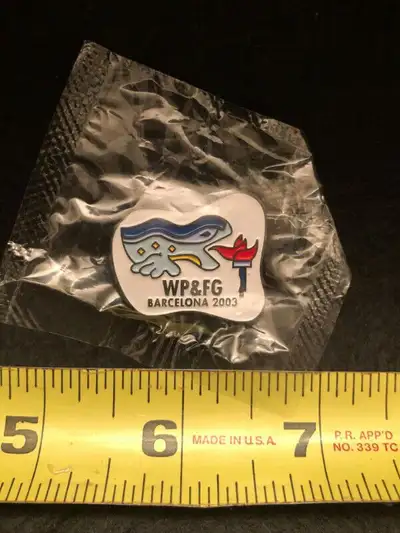 WP&FG
BARCELONA 2003
5 6 MADE IN U.S.A. 7 P.R. APP'D
NO. 339 TC